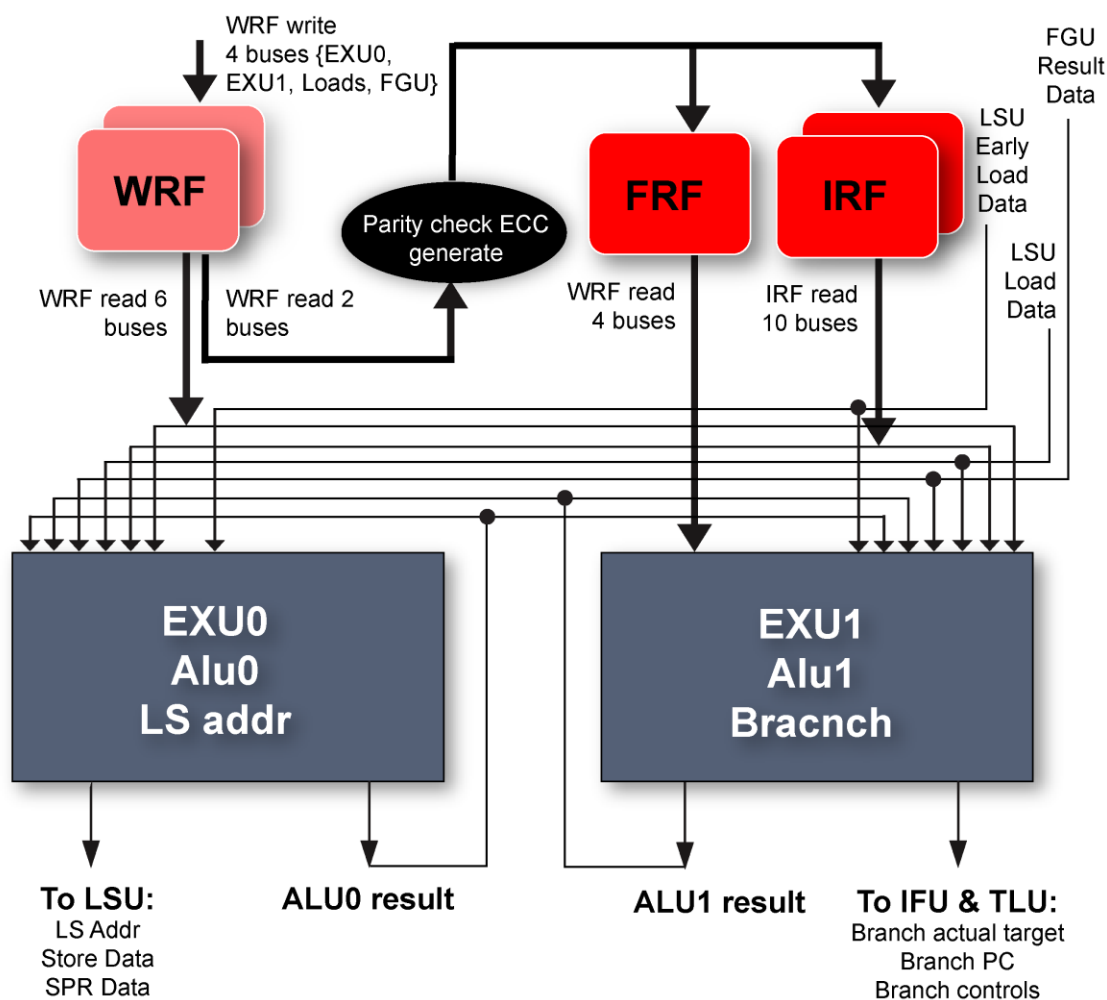 WRF write
4 buses {EXU0,
EXU1, Loads, FGU}
FGU
Result
Data
LSU
Early
Load
Data
WRF
Parity check ECC
generate
FRF
IRF
LSU
Load
Data
WRF read 6
buses
WRF read 2
buses
WRF read
4 buses
IRF read
10 buses
EXU0
Alu0
LS addr
EXU1
Alu1
Bracnch
To LSU:
LS Addr
Store Data
SPR Data
ALU0 result
ALU1 result
To IFU & TLU:
Branch actual target
Branch PC
Branch controls